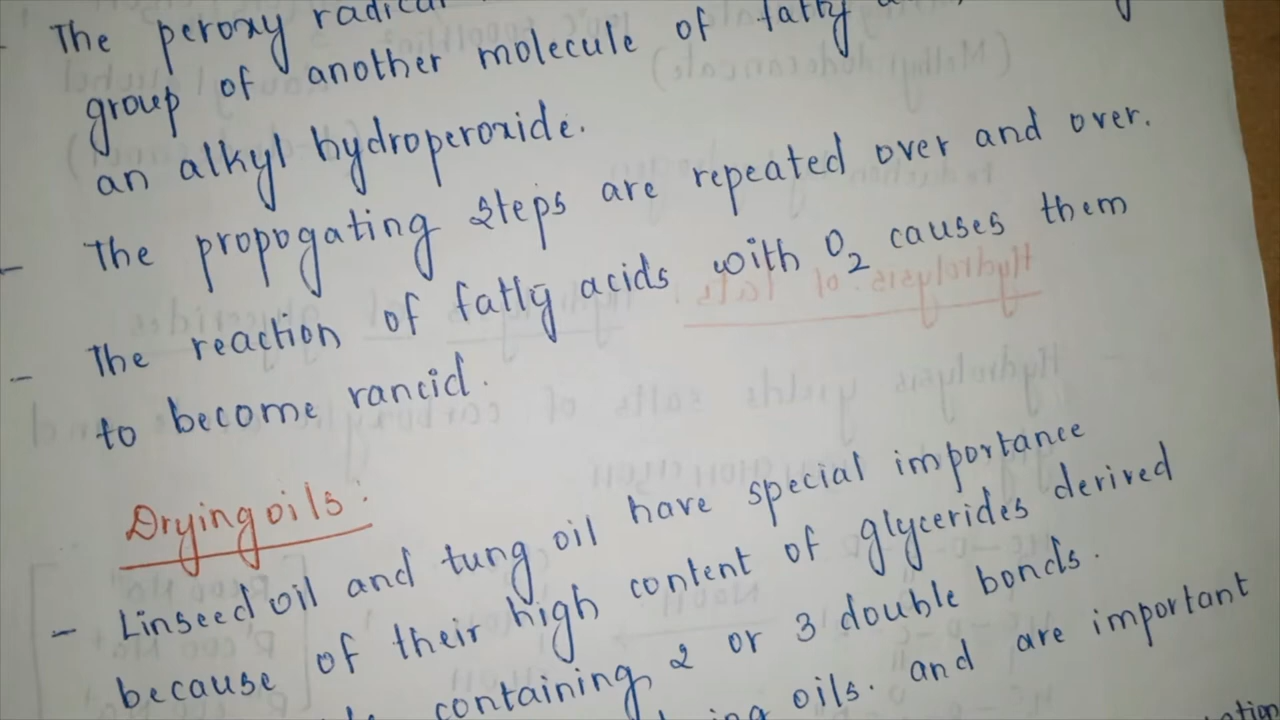 - The peroxy radical
group of another molecule of fatty
an alkyl hydroperoxide.
- The propogating steps are repeated over and over.
- The reaction of fatty acids with O2 causes them
to become rancid.
Drying oils:
- Linseed oil and tung oil have special importance
because of their high content of glycerides derived
containing 2 or 3 double bonds.
oils. and are important